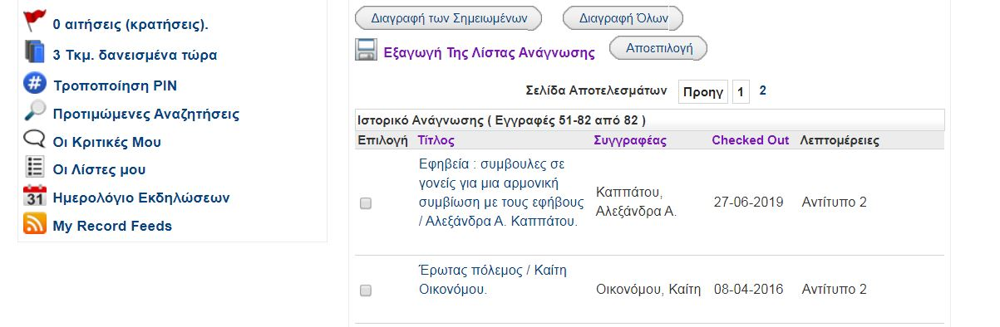 0 αιτήσεις (κρατήσεις).
3 Τκμ. δανεισμένα τώρα
Τροποποίηση PIN
Προτιμώμενες Αναζητήσεις
Οι Κριτικές Μου
Οι Λίστες μου
31 Ημερολόγιο Εκδηλώσεων
My Record Feeds
Διαγραφή των Σημειωμένων Διαγραφή Όλων
Εξαγωγή Της Λίστας Ανάγνωσης Αποεπιλογή
Σελίδα Αποτελεσμάτων Προηγ 1 2
Ιστορικό Ανάγνωσης ( Εγγραφές 51-82 από 82 )
Επιλογή Τίτλος Συγγραφέας Checked Out Λεπτομέρειες
Εφηβεία : συμβουλες σε
γονείς για μια αρμονική
συμβίωση με τους εφήβους
/ Αλεξάνδρα Α. Καππάτου.
Καππάτου,
Αλεξάνδρα Α.
27-06-2019 Αντίτυπο 2
Έρωτας πόλεμος / Καίτη
Οικονόμου.
Οικονόμου, Καίτη 08-04-2016 Αντίτυπο 2